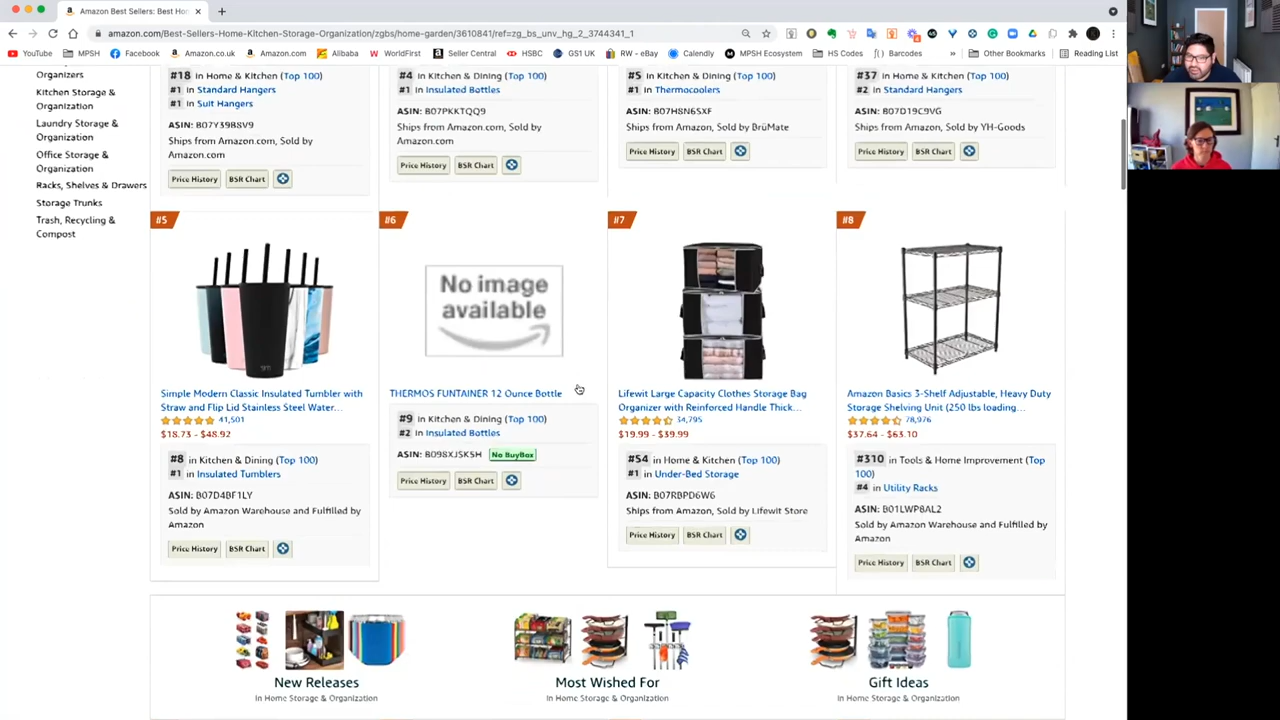 Amazon Best Sellers: Best Ho
amazon.com/Best-Sellers-Home-Kitchen-Storage-Organization/zgbs/home-garden/3610841/ref=zg_bs_unv_hg_2_3744341_1
YouTube
MPSH
Facebook
Amazon.co.uk
Amazon.com
Alibaba
WorldFirst
Seller Central
HSBC
GS1 UK
RW - eBay
Calendly
MPSH Ecosystem
HS Codes
Barcodes
»
Other Bookmarks
Reading List
Organizers
Kitchen Storage &
Organization
Laundry Storage &
Organization
Office Storage &
Organization
Racks, Shelves & Drawers
Storage Trunks
Trash, Recycling &
Compost
#18 in Home & Kitchen (Top 100)
#1 in Standard Hangers
#1 in Suit Hangers
ASIN: B07Y39B8V9
Ships from Amazon.com, Sold by
Amazon.com
Price History
BSR Chart
#4 in Kitchen & Dining (Top 100)
#1 in Insulated Bottles
ASIN: B07PKKTQQ9
Ships from Amazon.com, Sold by
Amazon.com
Price History
BSR Chart
#5 in Kitchen & Dining (Top 100)
#1 in Thermocoolers
ASIN: B07H8N6SXF
Ships from Amazon, Sold by BrüMate
Price History
BSR Chart
#37 in Home & Kitchen (Top 100)
#2 in Standard Hangers
ASIN: B07D19C9VG
Ships from Amazon, Sold by YH-Goods
Price History
BSR Chart
#5
Simple Modern Classic Insulated Tumbler with
Straw and Flip Lid Stainless Steel Water...
41,501
$18.73 - $48.92
#8 in Kitchen & Dining (Top 100)
#1 in Insulated Tumblers
ASIN: B07D4BF1LY
Sold by Amazon Warehouse and Fulfilled by
Amazon
Price History
BSR Chart
#6
No image
available
THERMOS FUNTAINER 12 Ounce Bottle
#9 in Kitchen & Dining (Top 100)
#2 in Insulated Bottles
ASIN: B098XJSKSH
No BuyBox
Price History
BSR Chart
#7
Lifewit Large Capacity Clothes Storage Bag
Organizer with Reinforced Handle Thick...
34,795
$19.99 - $39.99
#54 in Home & Kitchen (Top 100)
#1 in Under-Bed Storage
ASIN: B07RBPD6W6
Ships from Amazon, Sold by Lifewit Store
Price History
BSR Chart
#8
Amazon Basics 3-Shelf Adjustable, Heavy Duty
Storage Shelving Unit (250 lbs loading...
78,976
$37.64 - $63.10
#310 in Tools & Home Improvement (Top
100)
#4 in Utility Racks
ASIN: B01LWP8AL2
Sold by Amazon Warehouse and Fulfilled by
Amazon
Price History
BSR Chart
New Releases
In Home Storage & Organization
Most Wished For
In Home Storage & Organization
Gift Ideas
In Home Storage & Organization